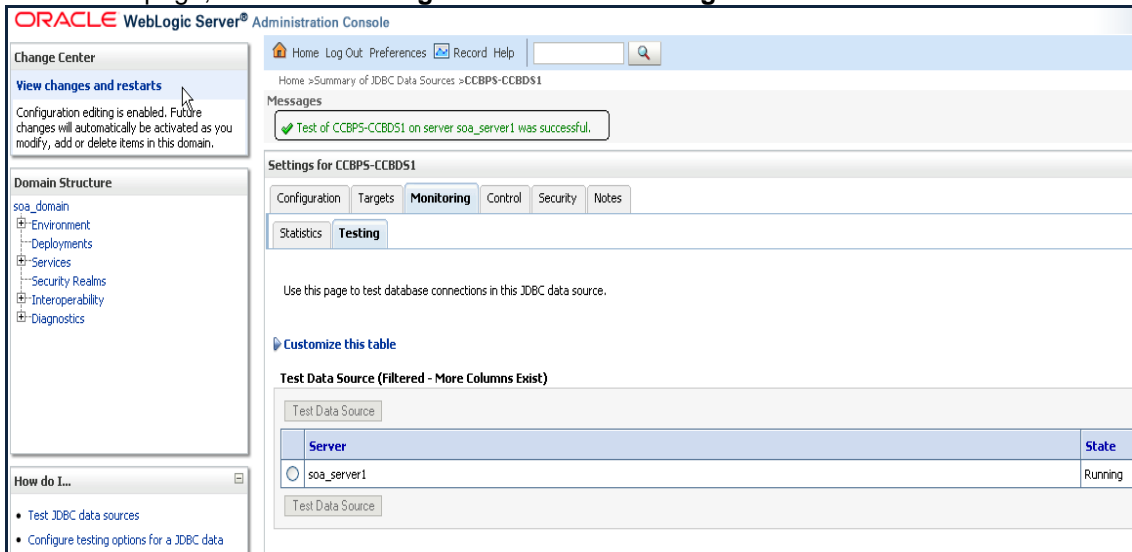 ORACLE WebLogic Server® Administration Console
Change Center
View changes and restarts
Configuration editing is enabled. Future
changes will automatically be activated as you
modify, add or delete items in this domain.
Domain Structure
soa_domain
Environment
Deployments
Services
Security Realms
Interoperability
Diagnostics
How do I...
Test JDBC data sources
Configure testing options for a JDBC data
Home Log Out Preferences Record Help
Home >Summary of JDBC Data Sources >CCBPS-CCBDS1
Messages
Test of CCBPS-CCBDS1 on server soa_server1 was successful.
Settings for CCBPS-CCBDS1
Configuration Targets Monitoring Control Security Notes
Statistics Testing
Use this page to test database connections in this JDBC data source.
Customize this table
Test Data Source (Filtered - More Columns Exist)
Test Data Source
Server State
soa_server1 Running
Test Data Source